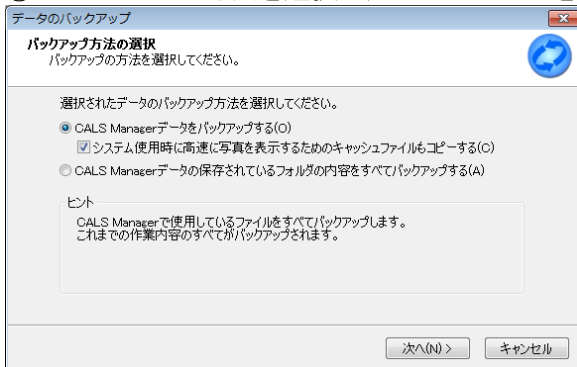 データのバックアップ
バックアップ方法の選択
バックアップの方法を選択してください。
選択されたデータのバックアップ方法を選択してください。
CALS Managerデータをバックアップする(O)
システム使用時に高速に写真を表示するためのキャッシュファイルもコピーする(C)
CALS Managerデータの保存されているフォルダの内容をすべてバックアップする(A)
ヒント
CALS Managerで使用しているファイルをすべてバックアップします。
これまでの作業内容のすべてがバックアップされます。
次へ(N) >
キャンセル